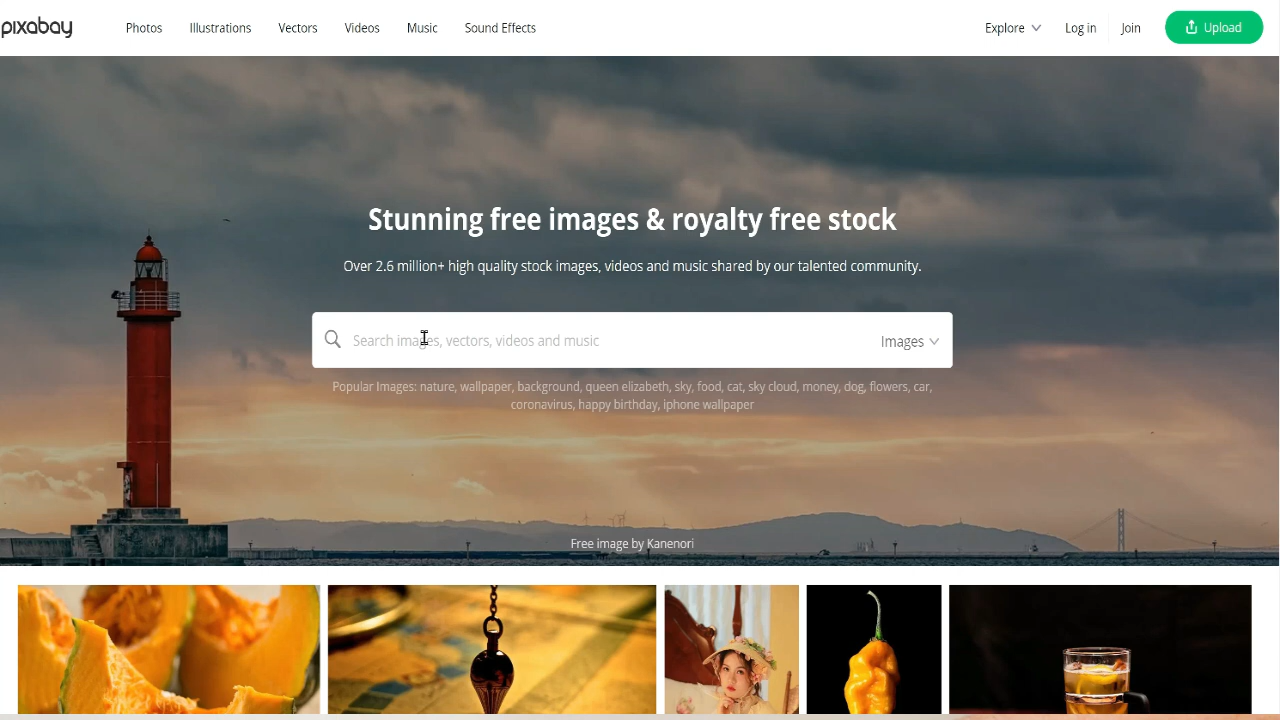 pixabay
Photos Illustrations Vectors Videos Music Sound Effects Explore Log in Join Upload
Stunning free images & royalty free stock
Over 2.6 million+ high quality stock images, videos and music shared by our talented community.
Search images, vectors, videos and music Images
Popular Images: nature, wallpaper, background, queen elizabeth, sky, food, cat, sky cloud, money, dog, flowers, car,
coronavirus, happy birthday, iphone wallpaper
Free image by Kanenori